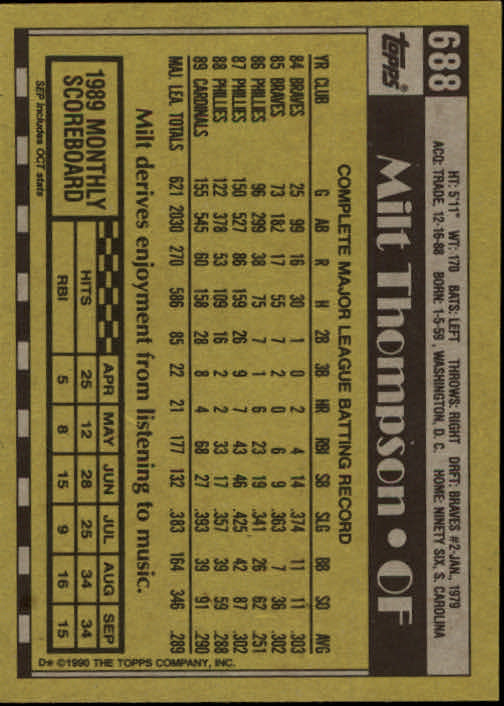 688
topps®
HT: 5'11" WT: 170 BATS: LEFT THROWS: RIGHT DRFT: BRAVES #2-JAN., 1979
ACQ: TRADE, 12-16-88 BORN: 1-5-59, WASHINGTON, D. C. HOME: NINETY SIX, S. CAROLINA
Milt Thompson • OF
COMPLETE MAJOR LEAGUE BATTING RECORD
YR CLUB G AB R H 2B 3B HR RBI SB SLG BB SO AVG
84 BRAVES 25 99 16 30 1 0 2 4 14 .374 11 11 .303
85 BRAVES 73 182 17 55 7 2 0 6 9 .363 7 36 .302
86 PHILLIES 96 299 38 75 7 1 6 23 19 .341 26 62 .251
87 PHILLIES 150 527 86 159 26 9 7 43 46 .425 42 87 .302
88 PHILLIES 122 378 53 109 16 2 2 33 17 .357 39 59 .288
89 CARDINALS 155 545 60 158 28 8 4 68 27 .393 39 91 .290
MAJ. LEA. TOTALS 621 2030 270 586 85 22 21 177 132 .383 164 346 .289
Milt derives enjoyment from listening to music.
1989 MONTHLY
SCOREBOARD
APR MAY JUN JUL AUG SEP
HITS 25 12 28 25 34 34
RBI 5 8 15 9 16 15
SEP includes OCT stats
D* ©1990 THE TOPPS COMPANY, INC.